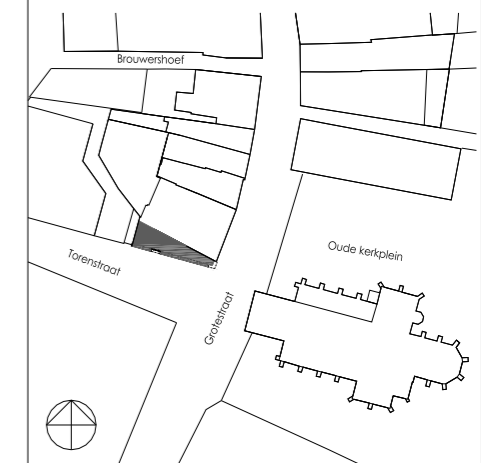 Brouwershoef
Oude kerkplein
Torenstraat
Grotestraat